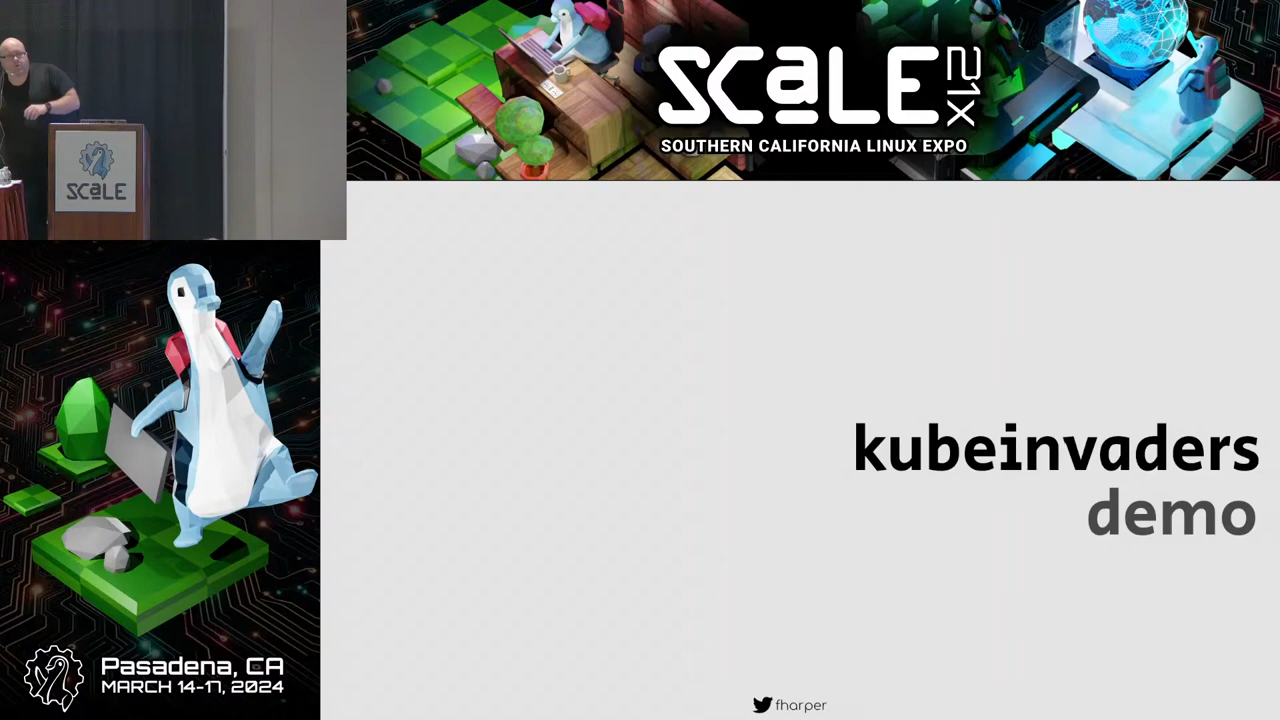 SCaLE
SCaLE 21X
SOUTHERN CALIFORNIA LINUX EXPO
kubeinvaders
demo
Pasadena, CA
MARCH 14-17, 2024
fharper